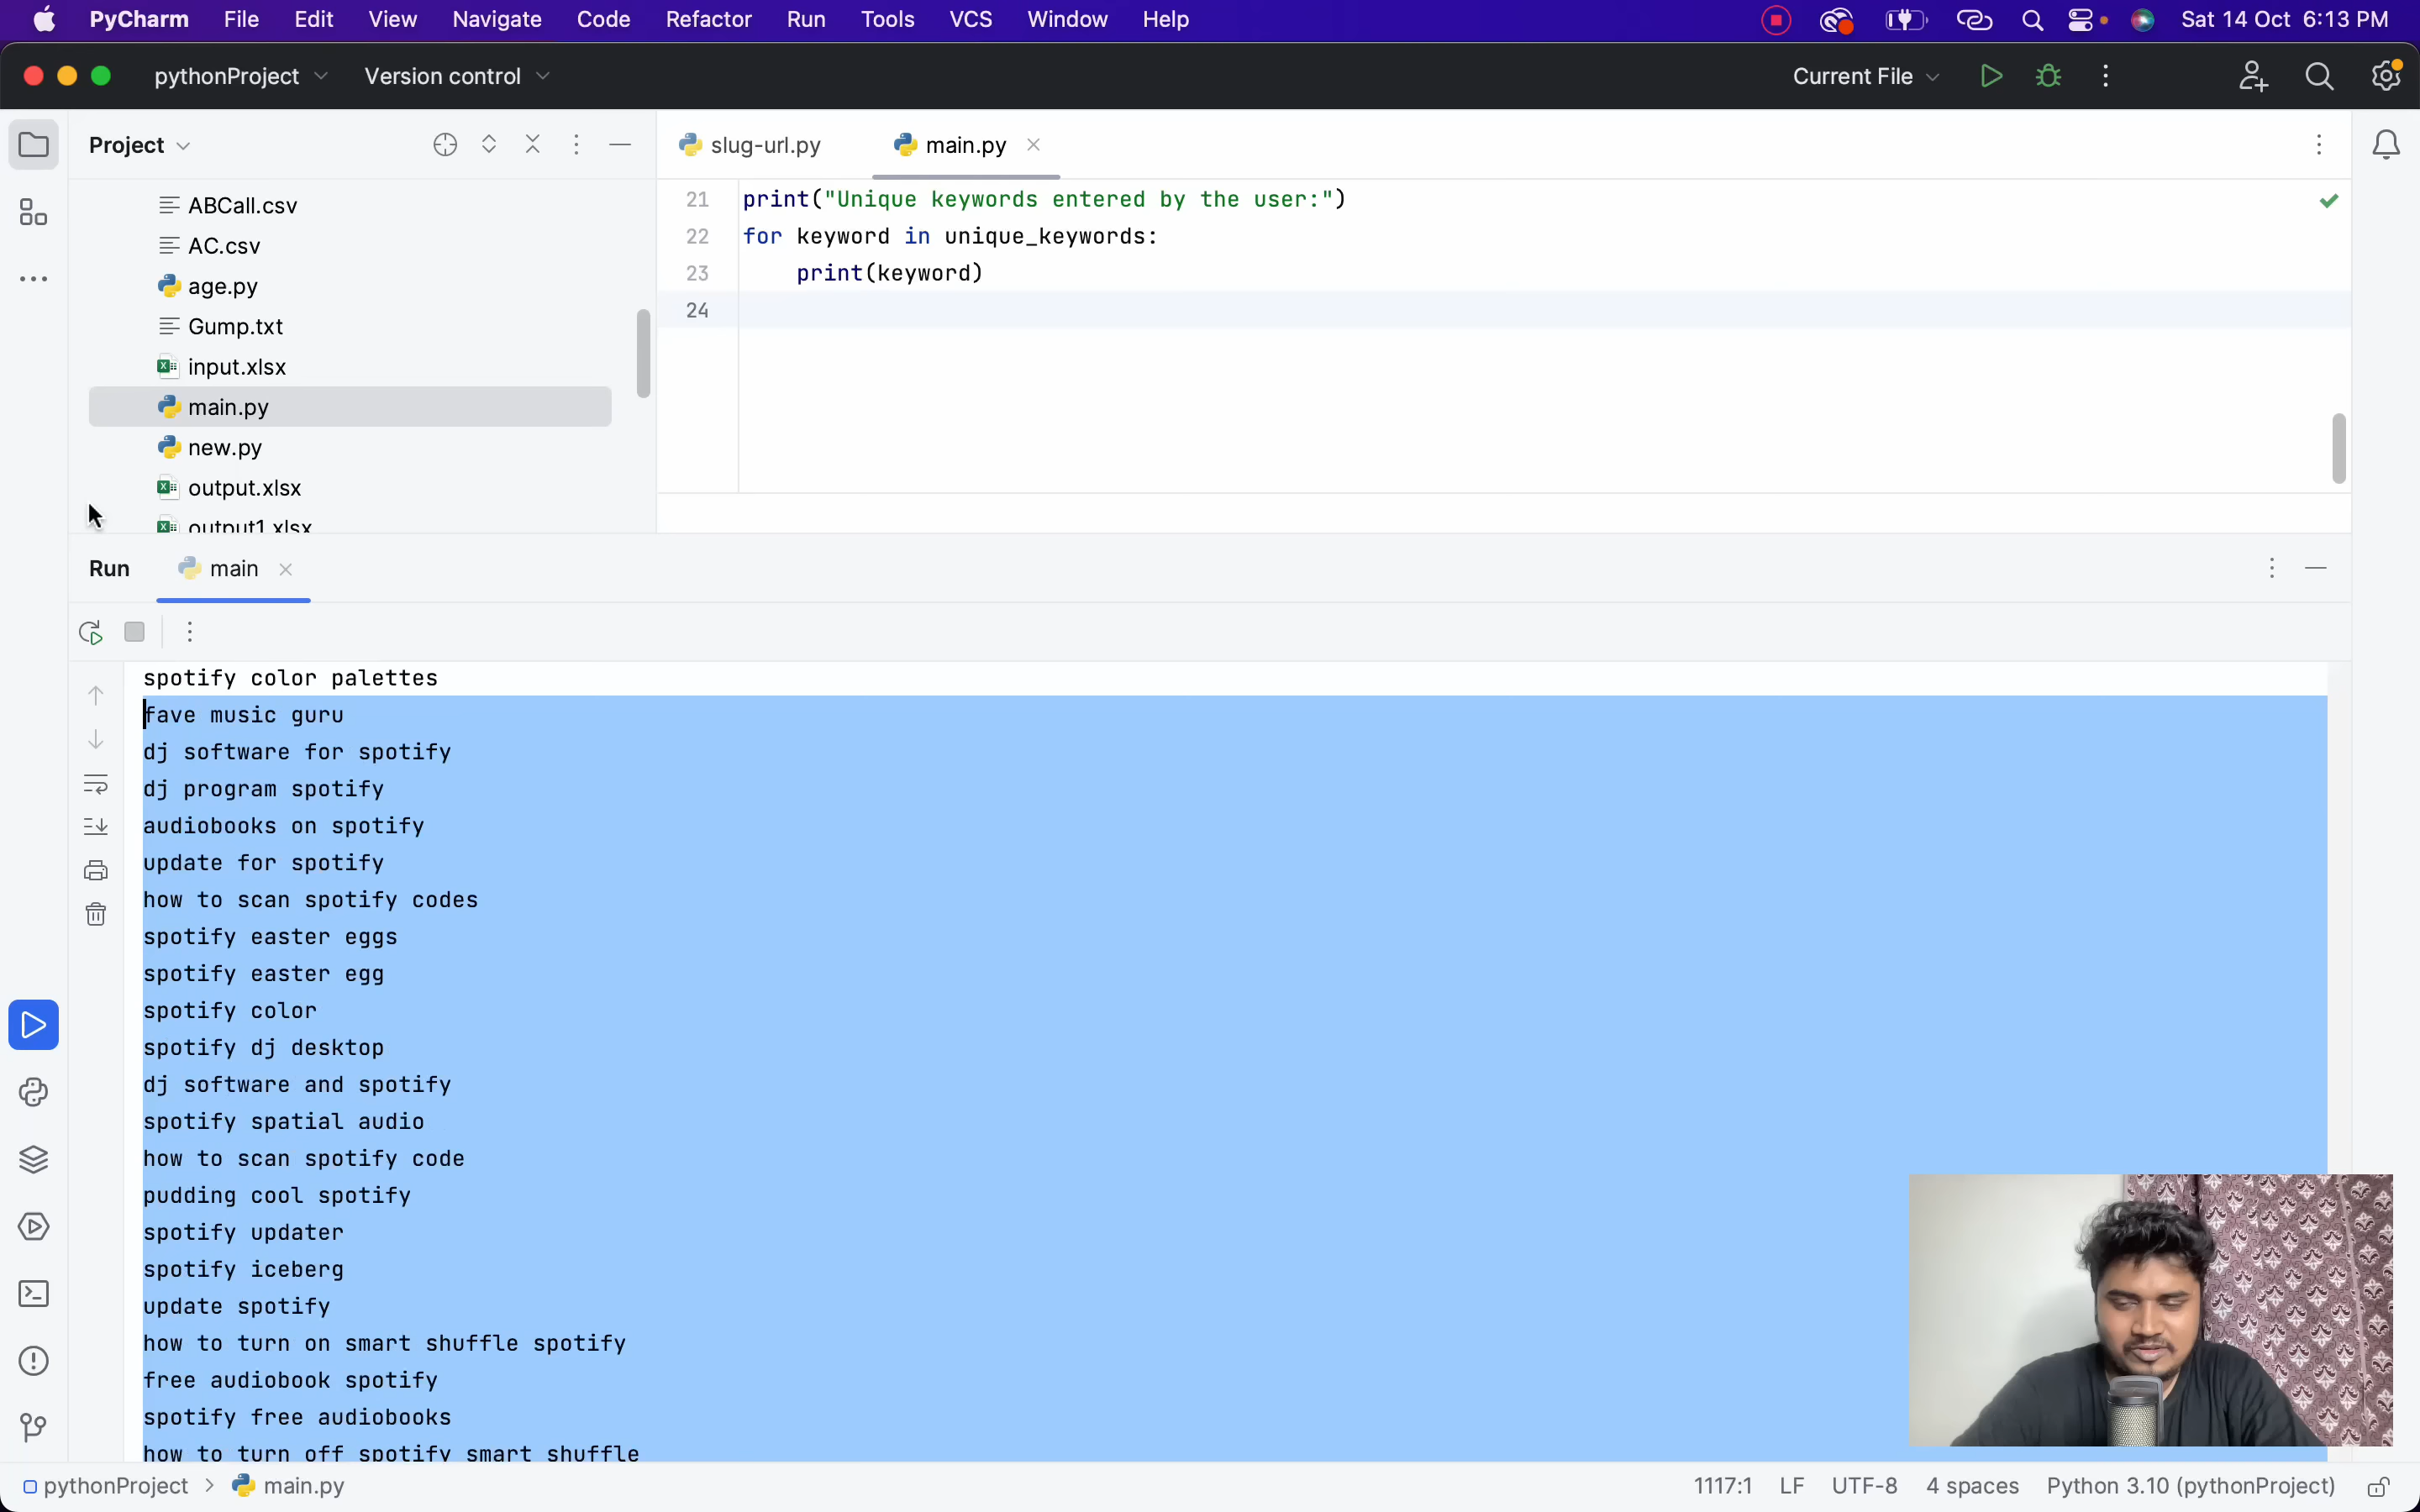 PyCharm File Edit View Navigate Code Refactor Run Tools VCS Window Help Sat 14 Oct 6:13 PM
pythonProject Version control Current File
Project
slug-url.py main.py
ABCall.csv
AC.csv
age.py
Gump.txt
input.xlsx
main.py
new.py
output.xlsx
output1.xlsx
21 print("Unique keywords entered by the user:")
22 for keyword in unique_keywords:
23 print(keyword)
24
Run main
spotify color palettes
fave music guru
dj software for spotify
dj program spotify
audiobooks on spotify
update for spotify
how to scan spotify codes
spotify easter eggs
spotify easter egg
spotify color
spotify dj desktop
dj software and spotify
spotify spatial audio
how to scan spotify code
pudding cool spotify
spotify updater
spotify iceberg
update spotify
how to turn on smart shuffle spotify
free audiobook spotify
spotify free audiobooks
how to turn off spotify smart shuffle
pythonProject > main.py 1117:1 LF UTF-8 4 spaces Python 3.10 (pythonProject)